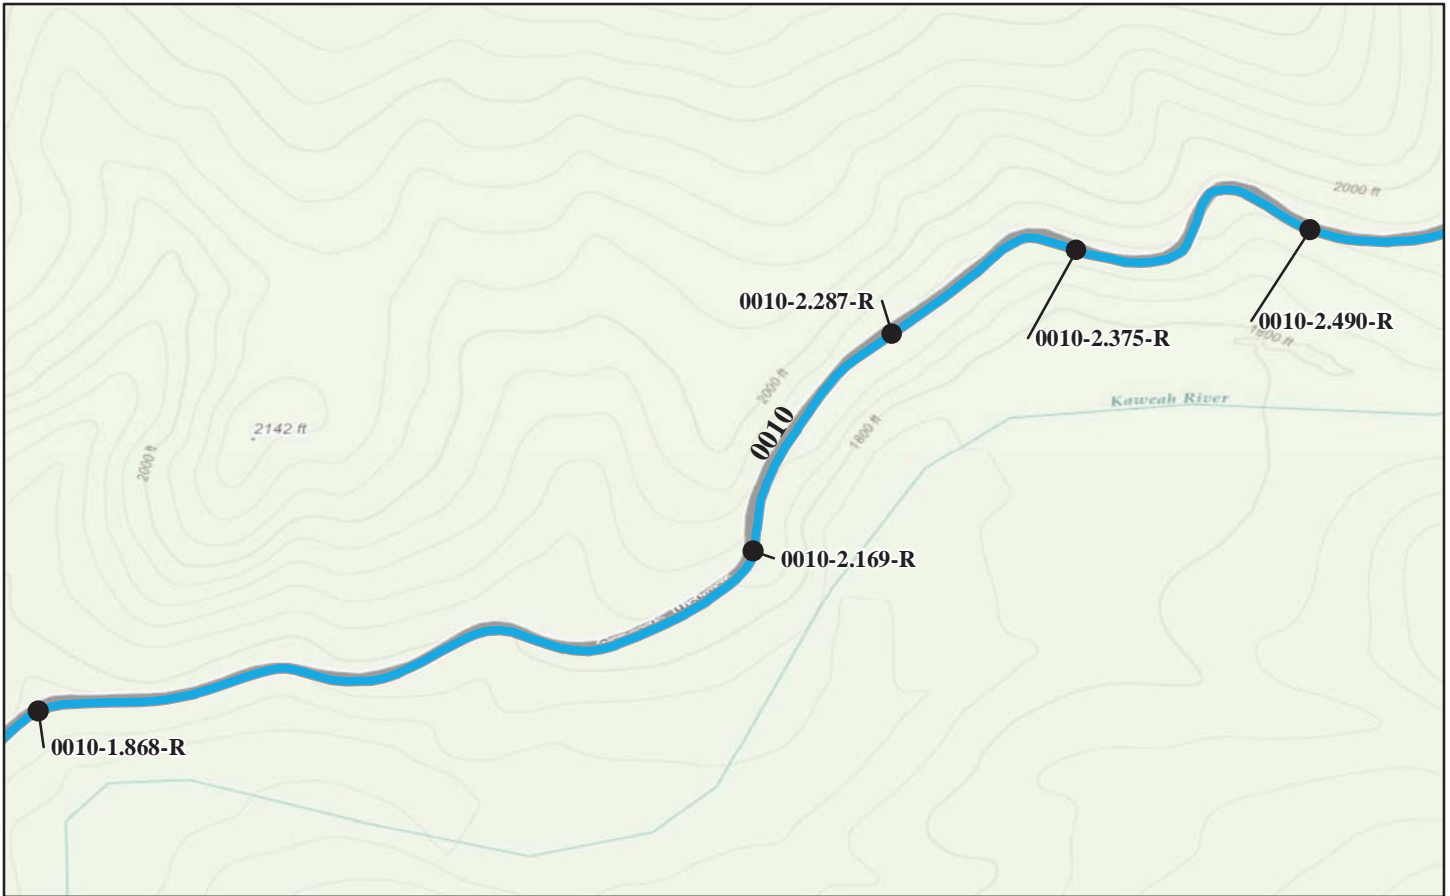 2000 ft
0010-2.287-R
0010-2.490-R
0010-2.375-R
1800 ft
2000 ft
Kaweah River
0010
2142 ft
1800 ft
2000 ft
0010-2.169-R
0010-1.868-R